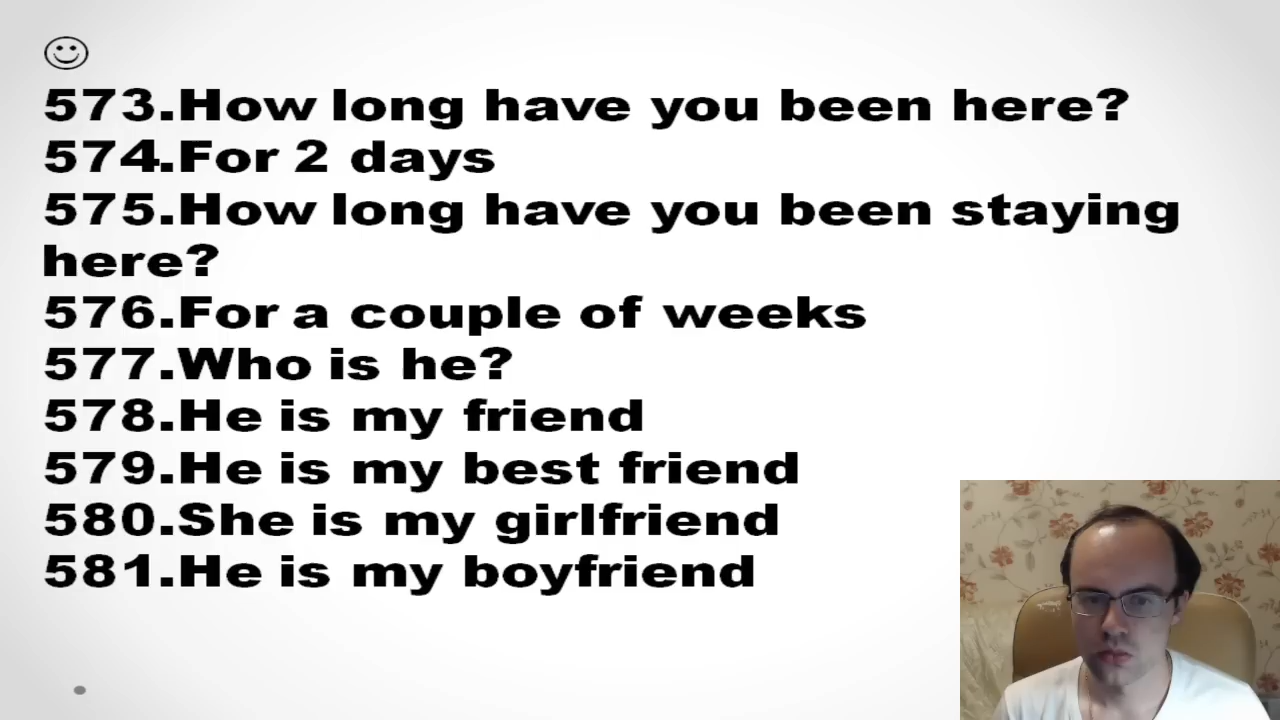 573.How long have you been here?
574.For 2 days
575.How long have you been staying
here?
576.For a couple of weeks
577.Who is he?
578.He is my friend
579.He is my best friend
580.She is my girlfriend
581.He is my boyfriend